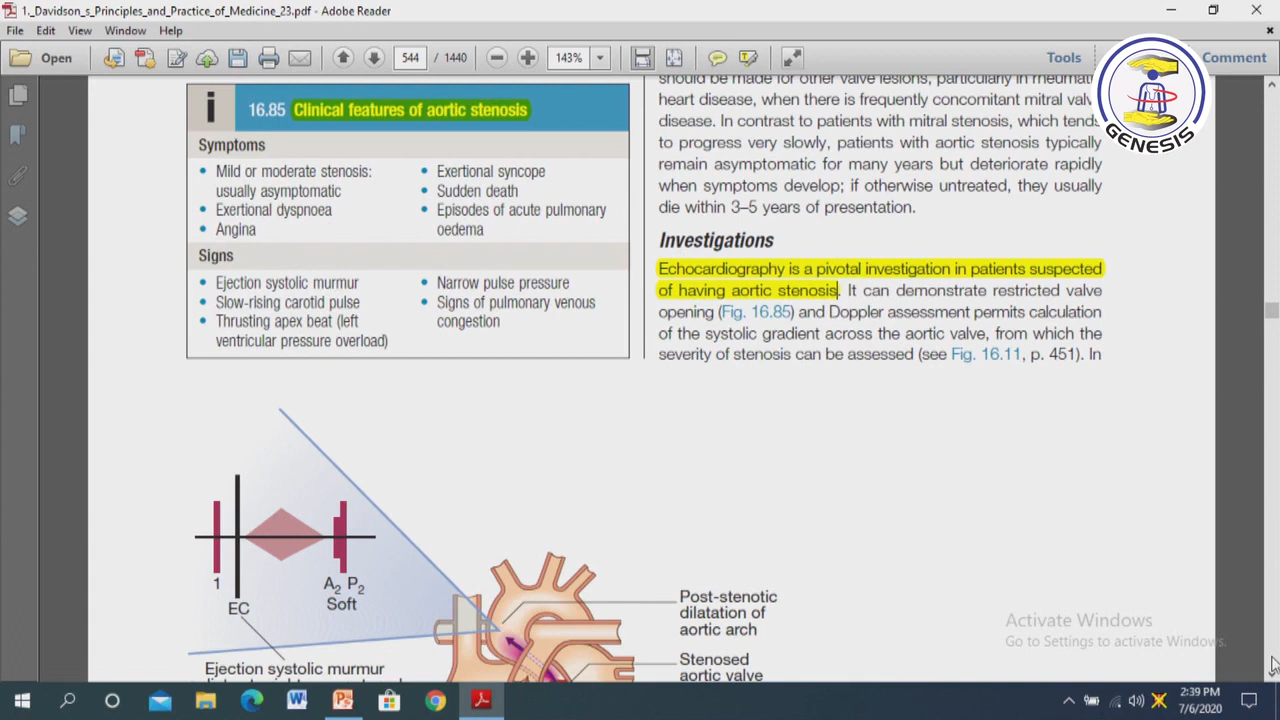 1._Davidson_s_Principles_and_Practice_of_Medicine_23.pdf - Adobe Reader
File Edit View Window Help
Open
544 / 1440
143%
Tools
Comment
GENESIS
i
16.85 Clinical features of aortic stenosis
Symptoms
• Mild or moderate stenosis:
usually asymptomatic
• Exertional dyspnoea
• Angina
• Exertional syncope
• Sudden death
• Episodes of acute pulmonary
oedema
Signs
• Ejection systolic murmur
• Slow-rising carotid pulse
• Thrusting apex beat (left
ventricular pressure overload)
• Narrow pulse pressure
• Signs of pulmonary venous
congestion
should be made for other valve lesions, particularly in
heart disease, when there is frequently concomitant mitral
disease. In contrast to patients with mitral stenosis, which
to progress very slowly, patients with aortic stenosis typically
remain asymptomatic for many years but deteriorate rapidly
when symptoms develop; if otherwise untreated, they usually
die within 3–5 years of presentation.
Investigations
Echocardiography is a pivotal investigation in patients suspected
of having aortic stenosis. It can demonstrate restricted valve
opening (Fig. 16.85) and Doppler assessment permits calculation
of the systolic gradient across the aortic valve, from which the
severity of stenosis can be assessed (see Fig. 16.11, p. 451). In
1
A2 P2
Soft
EC
Ejection systolic murmur
Post-stenotic
dilatation of
aortic arch
Stenosed
aortic valve
Activate Windows
Go to Settings to activate Windows.
2:39 PM
7/6/2020